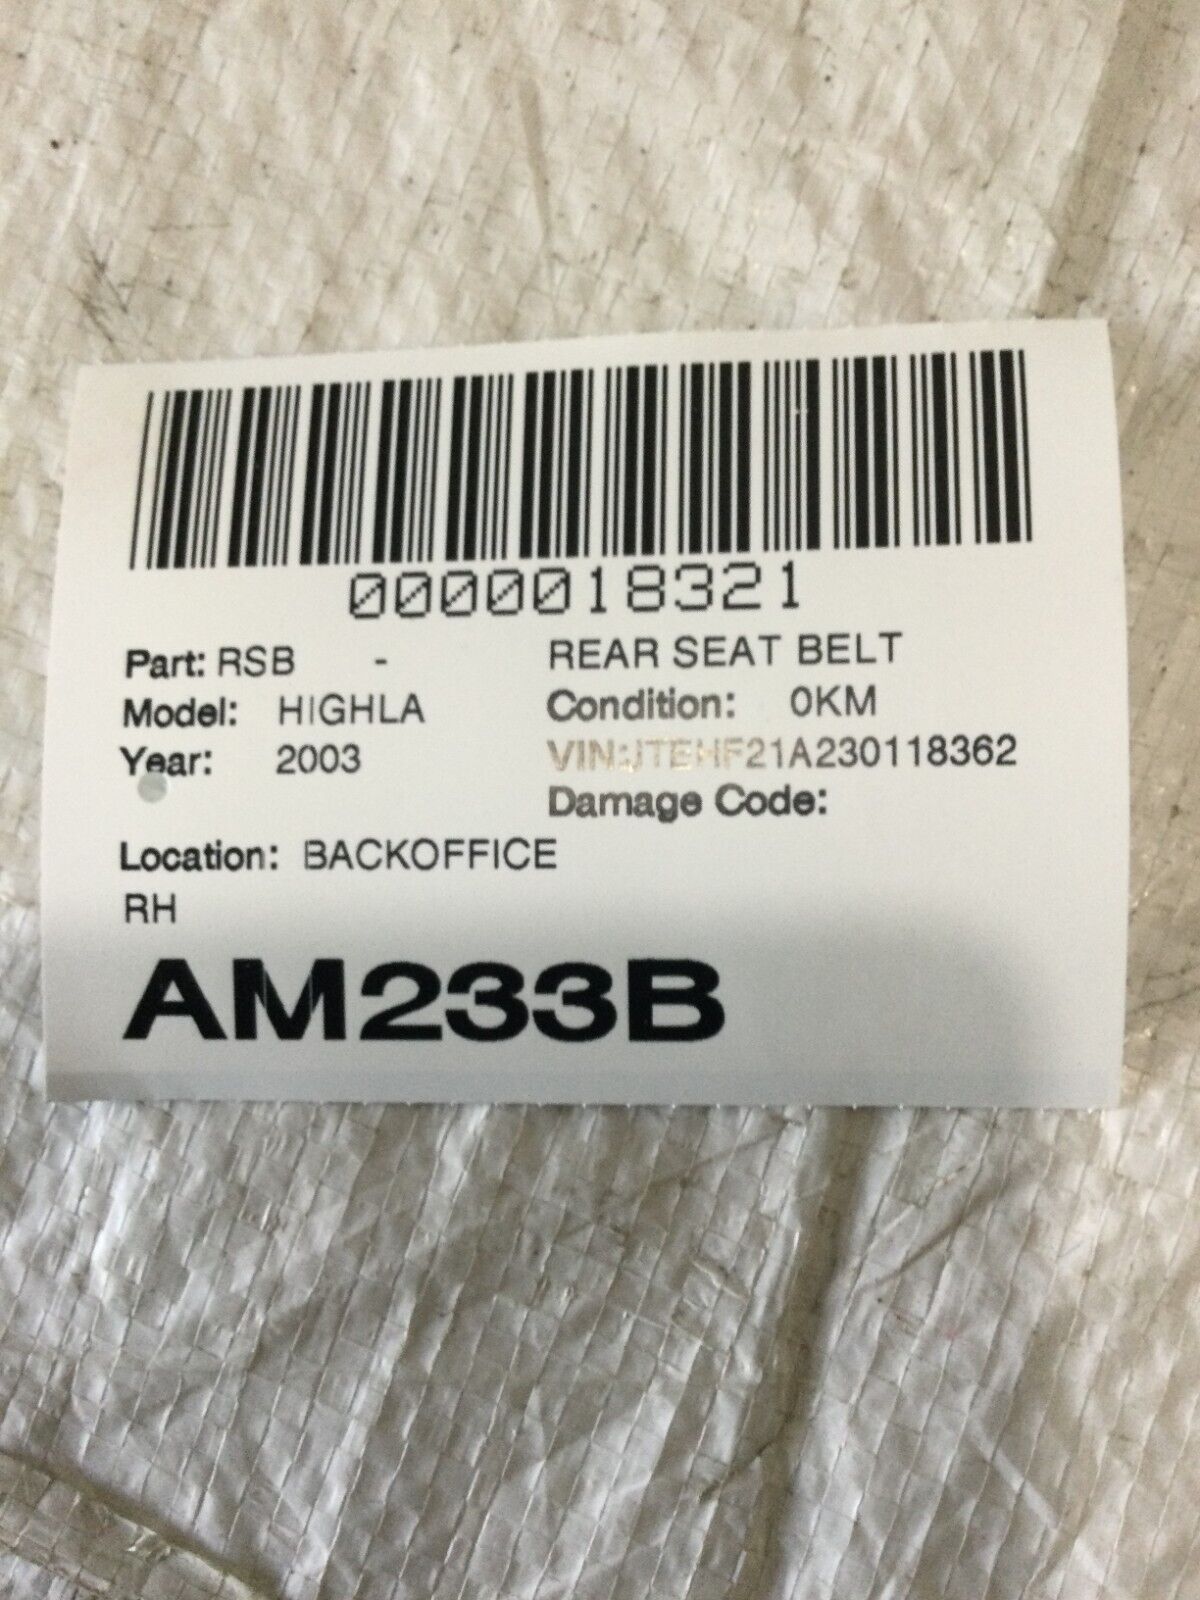 0000018321
Part: RSB - REAR SEAT BELT
Model: HIGHLA Condition: 0KM
Year: 2003 VIN:JTEHF21A230118362
Damage Code:
Location: BACKOFFICE
RH
AM233B